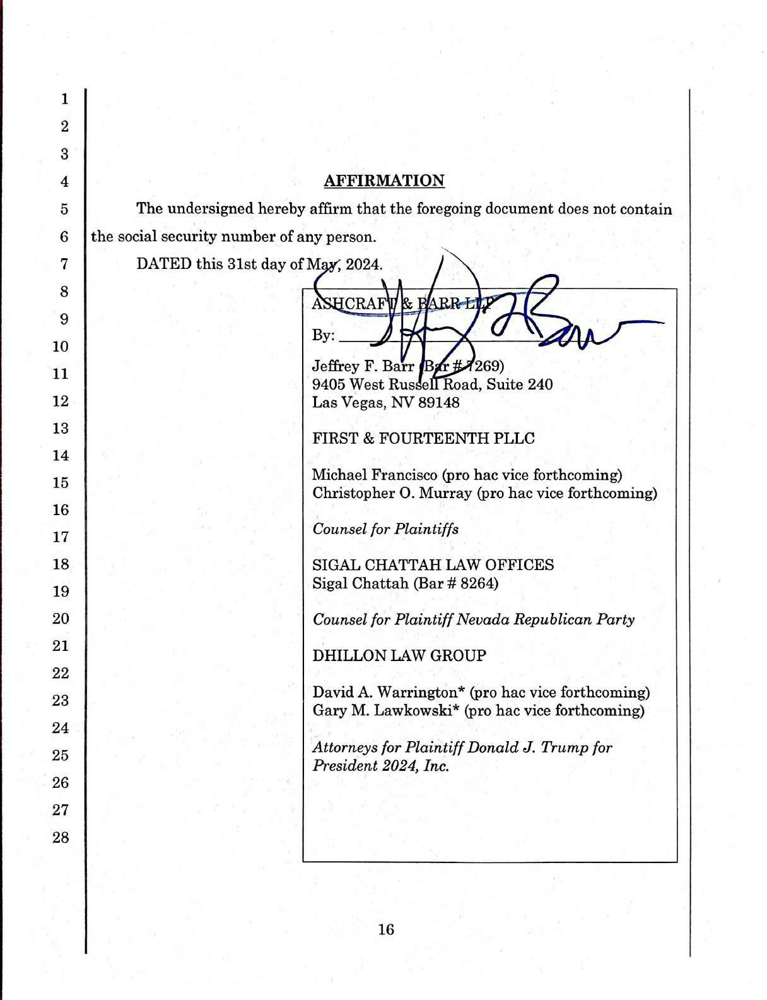 1
2
3
4 AFFIRMATION
5 The undersigned hereby affirm that the foregoing document does not contain
6 the social security number of any person.
7 DATED this 31st day of May, 2024.
8 ASHCRAFT & BARR LLP
9 By:
10
Jeffrey F. Barr (Bar # 7269)
11 9405 West Russell Road, Suite 240
12 Las Vegas, NV 89148
13 FIRST & FOURTEENTH PLLC
14
15 Michael Francisco (pro hac vice forthcoming)
Christopher O. Murray (pro hac vice forthcoming)
16
17 Counsel for Plaintiffs
18 SIGAL CHATTAH LAW OFFICES
19 Sigal Chattah (Bar # 8264)
20 Counsel for Plaintiff Nevada Republican Party
21 DHILLON LAW GROUP
22
23 David A. Warrington* (pro hac vice forthcoming)
Gary M. Lawkowski* (pro hac vice forthcoming)
24
25 Attorneys for Plaintiff Donald J. Trump for
President 2024, Inc.
26
27
28
16